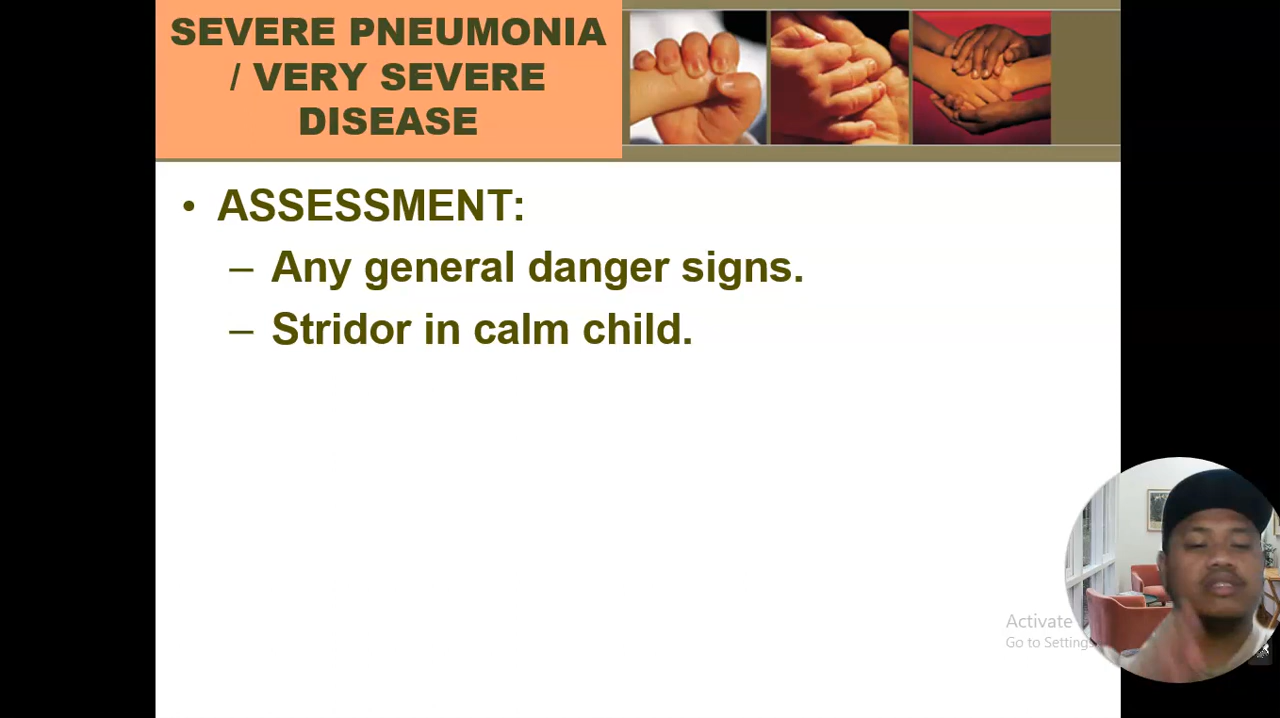 SEVERE PNEUMONIA
/ VERY SEVERE
DISEASE
• ASSESSMENT:
– Any general danger signs.
– Stridor in calm child.
Activate
Go to Settings